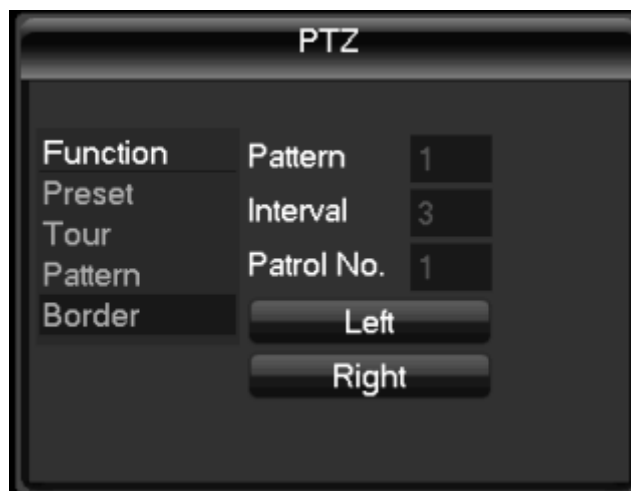 PTZ
Function
Preset
Tour
Pattern
Border
Pattern 1
Interval 3
Patrol No. 1
Left
Right